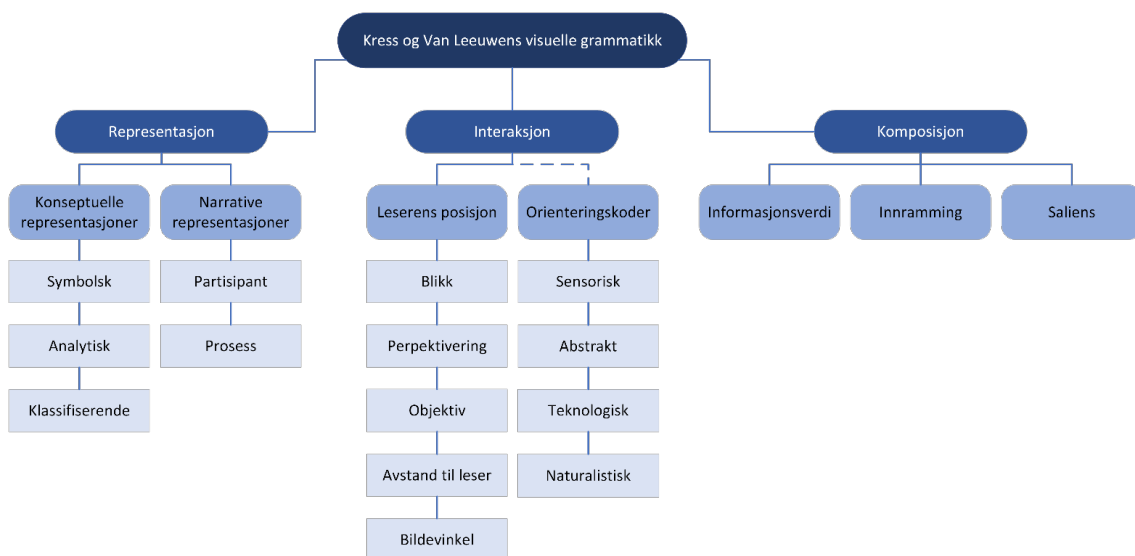 Kress og Van Leeuwens visuelle grammatikk
Representasjon
Interaksjon
Komposisjon
Konseptuelle
representasjoner
Narrative
representasjoner
Leserens posisjon
Orienteringskoder
Informasjonsverdi
Innramming
Saliens
Symbolsk
Partisipant
Blikk
Sensorisk
Analytisk
Prosess
Perpektivering
Abstrakt
Klassifiserende
Objektiv
Teknologisk
Avstand til leser
Naturalistisk
Bildevinkel